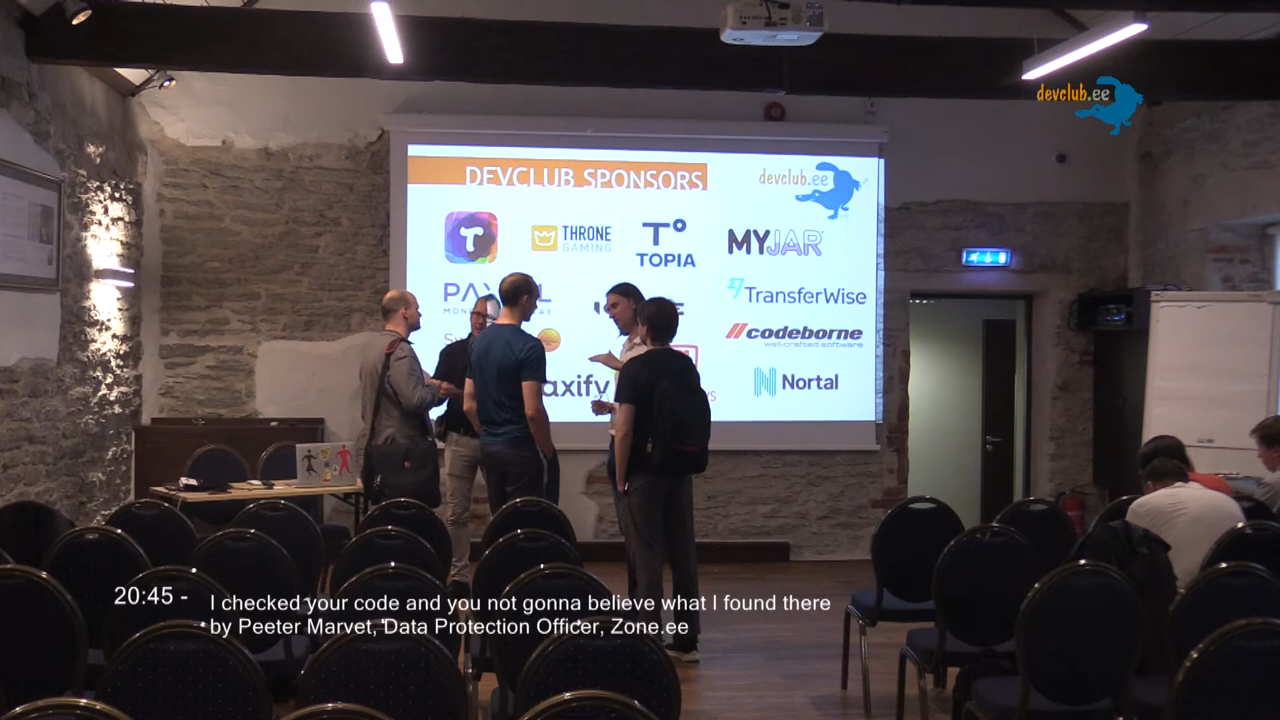 devclub.ee
DEVCLUB SPONSORS
devclub.ee
T
THRONE
GAMING
T°
TOPIA
MYJAR
TransferWise
codeborne
well-crafted software
axify
Nortal
20:45 -
I checked your code and you not gonna believe what I found there
by Peeter Marvet, Data Protection Officer, Zone.ee